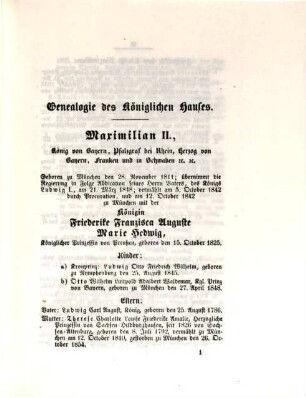 Genealogie des Königlichen Hauses.
Maximilian II.,
König von Bayern, Pfalzgraf bei Rhein, Herzog von
Bayern, Franken und in Schwaben ꝛc. ꝛc.
Geboren zu München den 28. November 1811; übernimmt die
Regierung in Folge Abdication seines Herrn Vaters, des Königs
Ludwig I., am 21. März 1848, vermählt am 5. October 1842
durch Procuration, und am 12. October 1842
zu München mit der
Königin
Friederike Franzisca Auguste
Marie Hedwig,
Königlicher Prinzessin von Preußen, geboren den 15. October 1825.
Kinder:
a) Kronprinz: Ludwig Otto Friedrich Wilhelm, geboren
zu Nymphenburg den 25. August 1845.
b) Otto Wilhelm Luitpold Adalbert Waldemar, Kgl. Prinz
von Bayern, geboren zu München den 27. April 1848.
Eltern:
Vater: Ludwig Carl August, König, geboren den 25. August 1786.
Mutter: Therese Charlotte Louise Friederike Amalie, Herzogliche
Prinzessin von Sachsen Hildburghausen, seit 1826 von Sachsen-
Altenburg, geboren den 8. Juli 1792, vermählt zu
München am 12. October 1810, gestorben zu München den 26. October
1854.
1